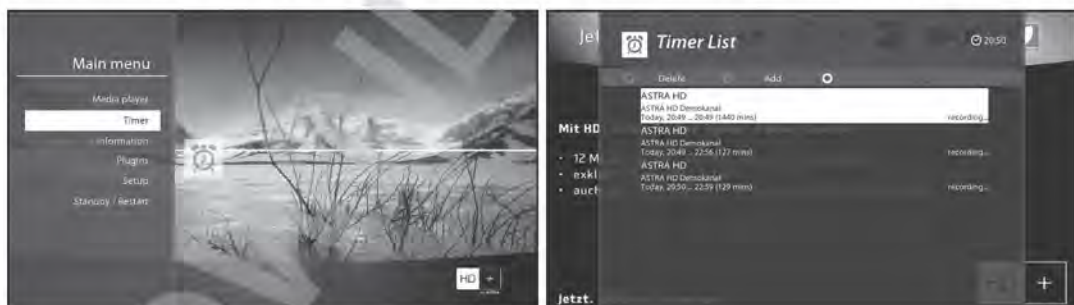 Main menu
Media player
Timer
Information
Plugins
Setup
Standby / Restart
HD +
Jet
Timer List
20:50
Delete Add
ASTRA HD
ASTRA HD Demokanal
Today, 20:49 ... 20:49 (1440 mins) recording...
ASTRA HD
ASTRA HD Demokanal
Today, 20:49 ... 22:56 (127 mins) recording...
ASTRA HD
ASTRA HD Demokanal
Today, 20:50 ... 22:59 (129 mins) recording...
Mit HD
• 12 M
• exkl
• auch
Jetzt.
HD +